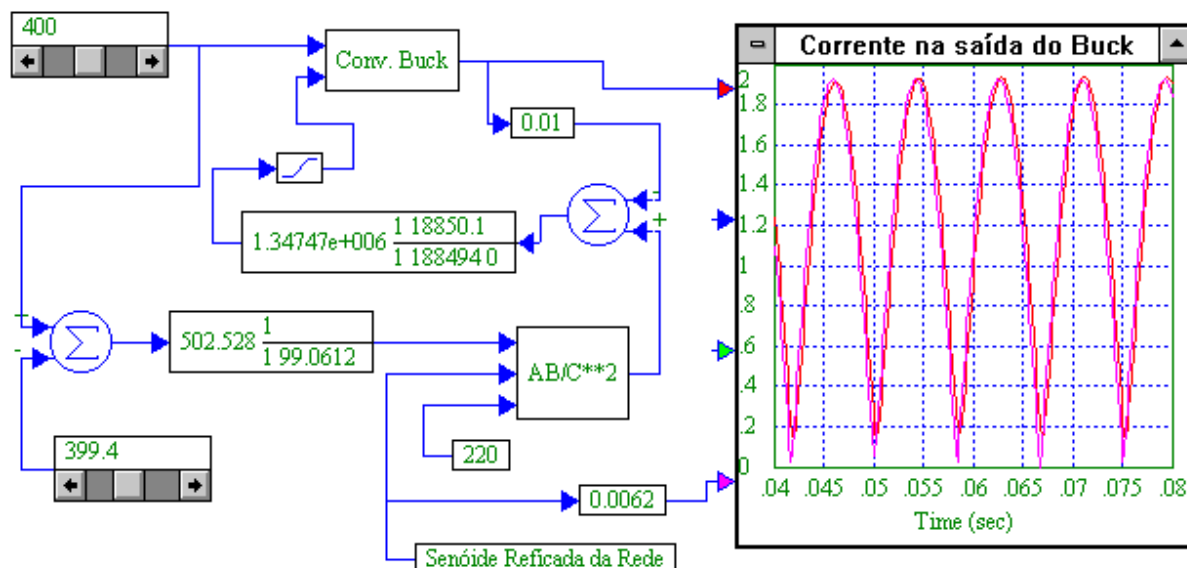 400
Conv. Buck
0.01
1.34747e+006 1 18850.1
1 188494 0
-
+
Σ
+
-
Σ
502.528 1
1 99.0612
AB/C**2
220
399.4
0.0062
Senóide Reficada da Rede
Corrente na saída do Buck
2
1.8
1.6
1.4
1.2
1
.8
.6
.4
.2
0
.04 .045 .05 .055 .06 .065 .07 .075 .08
Time (sec)